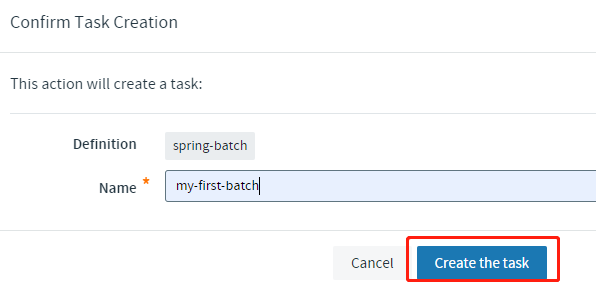 Confirm Task Creation
This action will create a task:
Definition spring-batch
Name * my-first-batch
Cancel Create the task